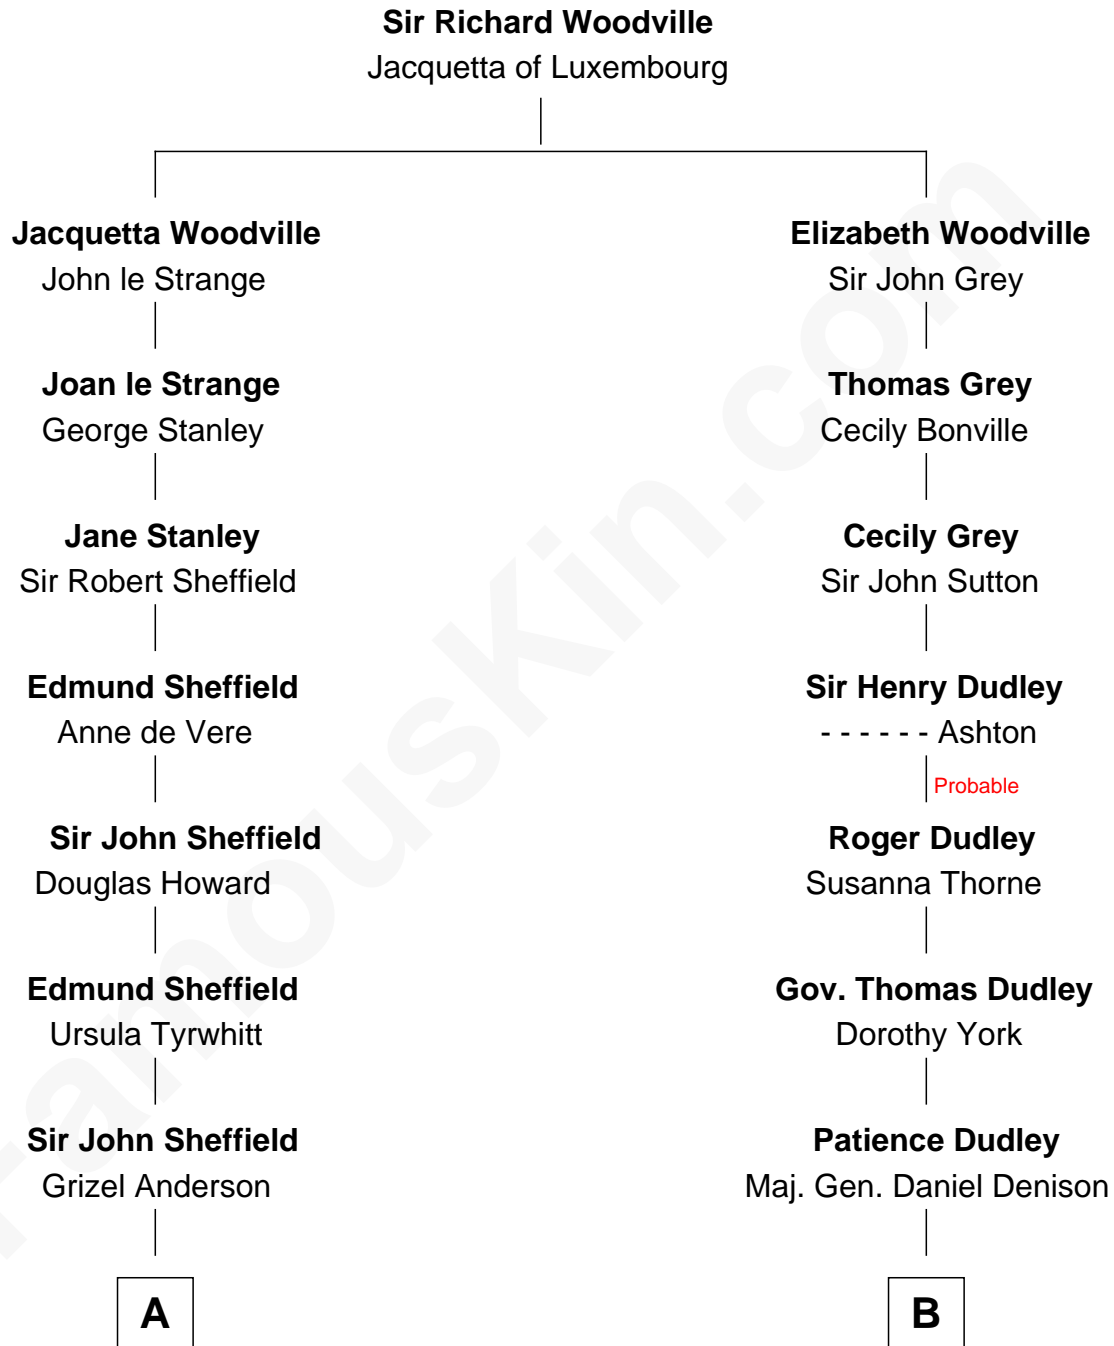 Sir Richard Woodville
Jacquetta of Luxembourg
Jacquetta Woodville
John le Strange
Elizabeth Woodville
Sir John Grey
Joan le Strange
George Stanley
Thomas Grey
Cecily Bonville
Jane Stanley
Sir Robert Sheffield
Cecily Grey
Sir John Sutton
Edmund Sheffield
Anne de Vere
Sir Henry Dudley
- - - - - - Ashton
Probable
Sir John Sheffield
Douglas Howard
Roger Dudley
Susanna Thorne
Edmund Sheffield
Ursula Tyrwhitt
Gov. Thomas Dudley
Dorothy York
Sir John Sheffield
Grizel Anderson
Patience Dudley
Maj. Gen. Daniel Denison
A
B
FamousKin.com